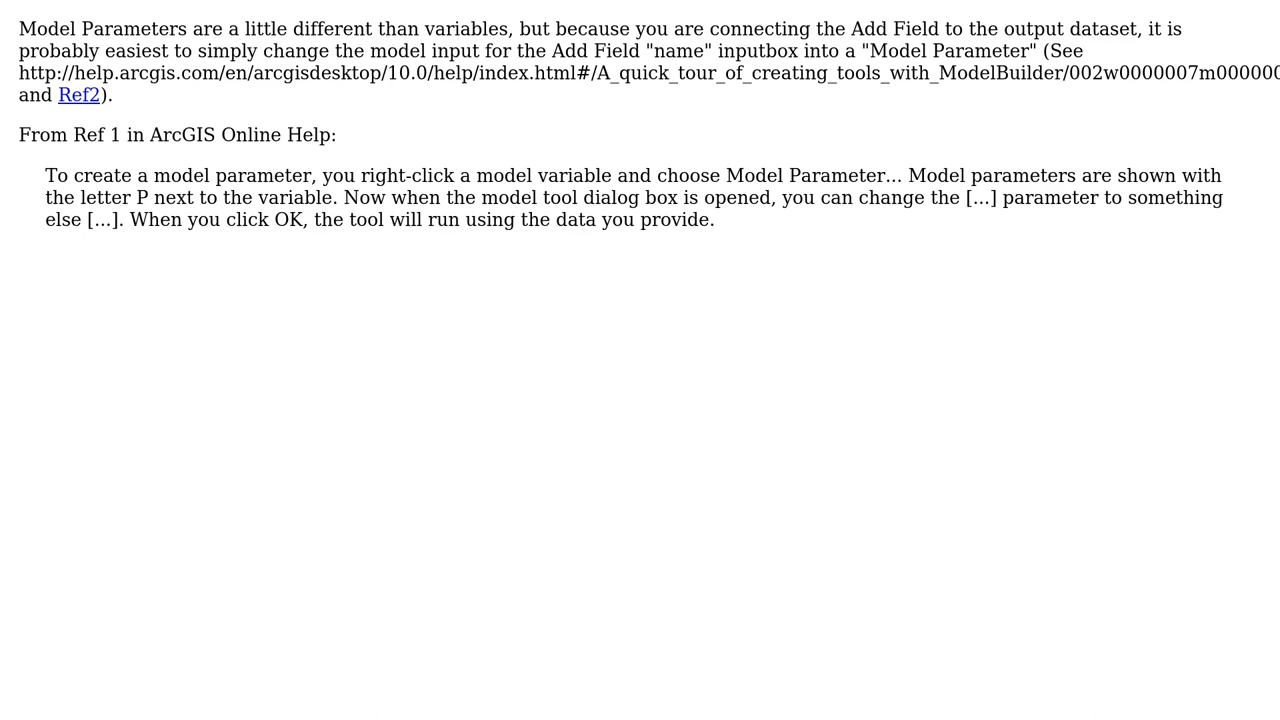 Model Parameters are a little different than variables, but because you are connecting the Add Field to the output dataset, it is
probably easiest to simply change the model input for the Add Field "name" inputbox into a "Model Parameter" (See
http://help.arcgis.com/en/arcgisdesktop/10.0/help/index.html#/A_quick_tour_of_creating_tools_with_ModelBuilder/002w0000007m000000
and Ref2).
From Ref 1 in ArcGIS Online Help:
To create a model parameter, you right-click a model variable and choose Model Parameter... Model parameters are shown with
the letter P next to the variable. Now when the model tool dialog box is opened, you can change the [...] parameter to something
else [...]. When you click OK, the tool will run using the data you provide.